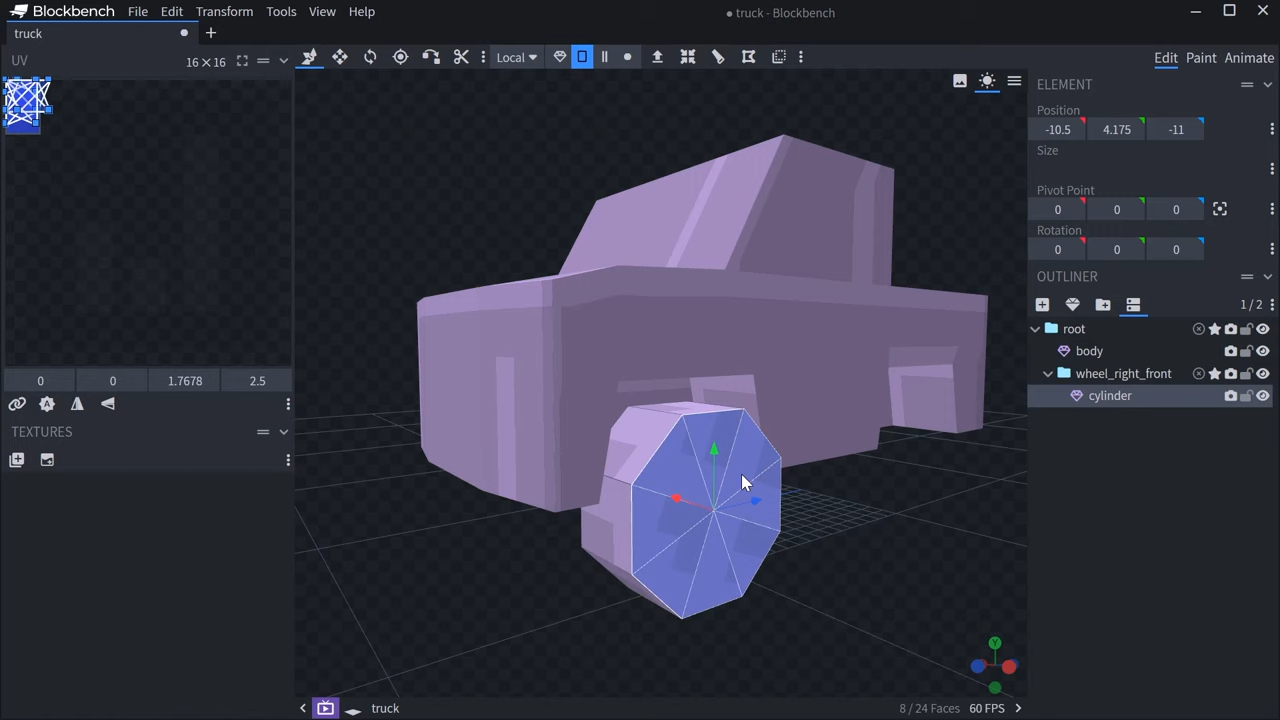 Blockbench File Edit Transform Tools View Help
● truck - Blockbench
truck
UV 16×16
Local
Edit Paint Animate
ELEMENT
Position
-10.5 4.175 -11
Size
Pivot Point
0 0 0
Rotation
0 0 0
OUTLINER
1/2
root
body
wheel_right_front
cylinder
0 0 1.7678 2.5
TEXTURES
Y
truck
8 / 24 Faces 60 FPS